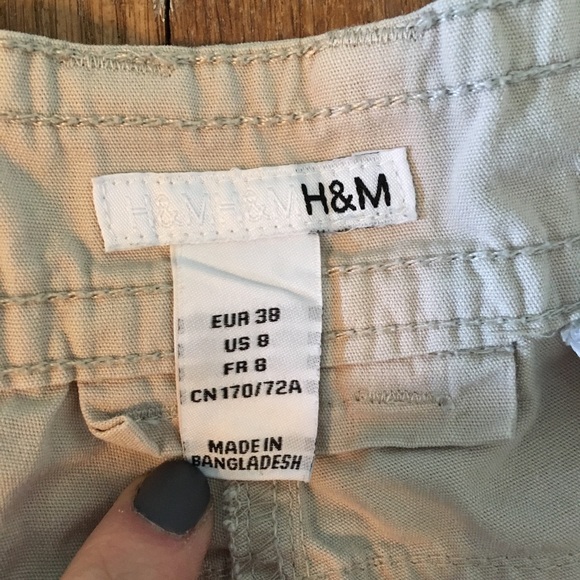 H&M H&M H&M
EUR 38
US 8
FR 8
CN 170/72A
MADE IN
BANGLADESH